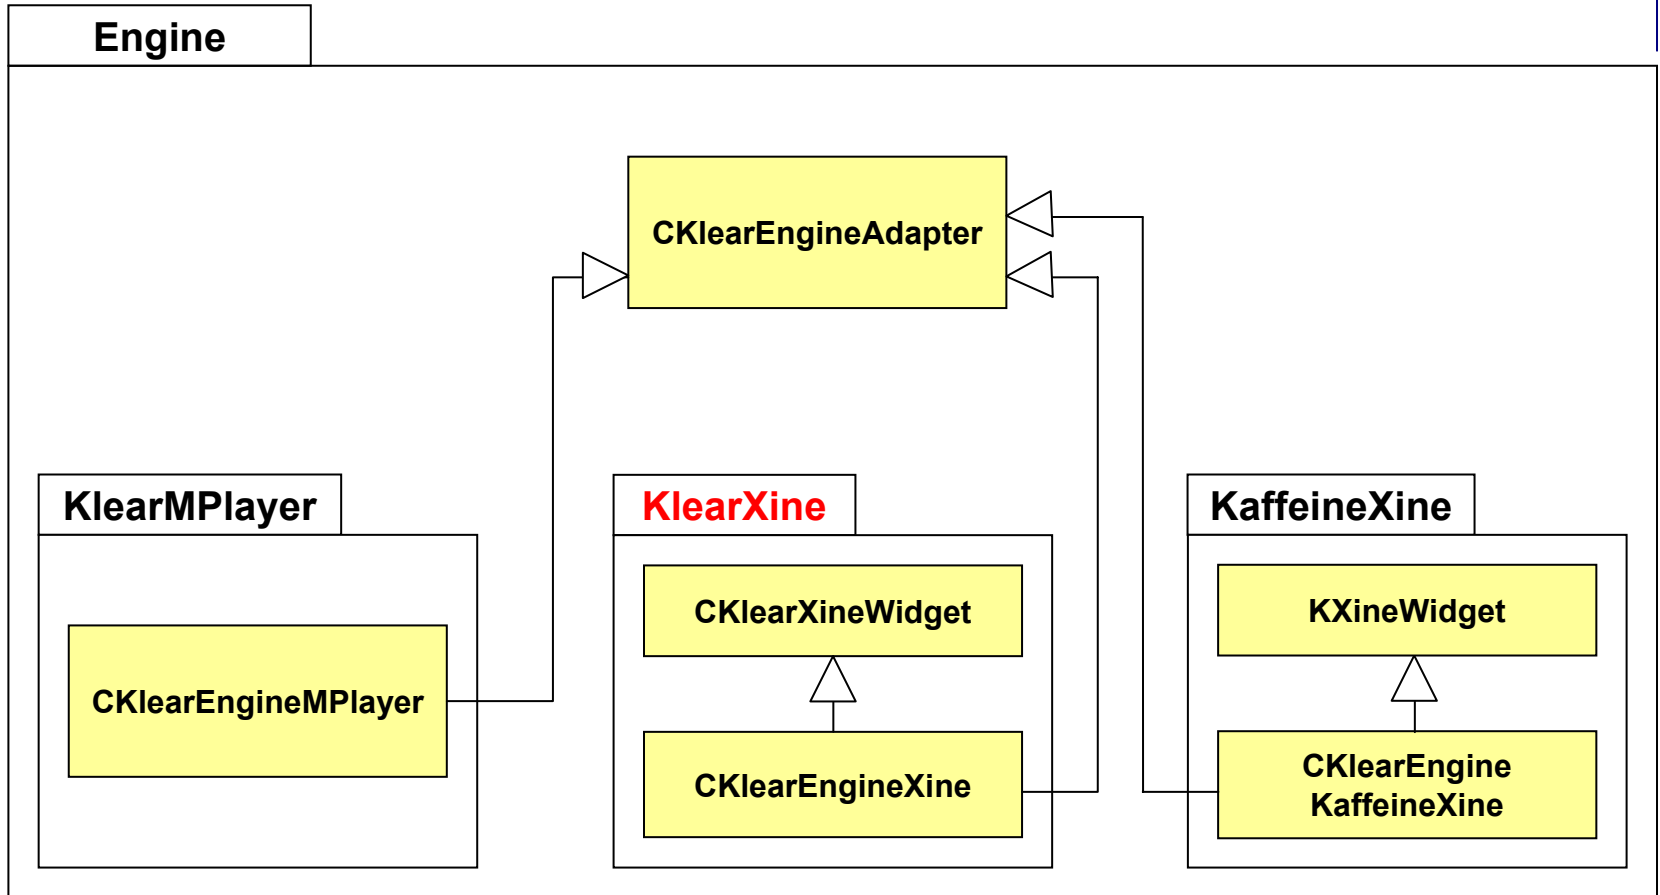 Engine
CKlearEngineAdapter
KlearMPlayer
CKlearEngineMPlayer
KlearXine
CKlearXineWidget
CKlearEngineXine
KaffeineXine
KXineWidget
CKlearEngine
KaffeineXine